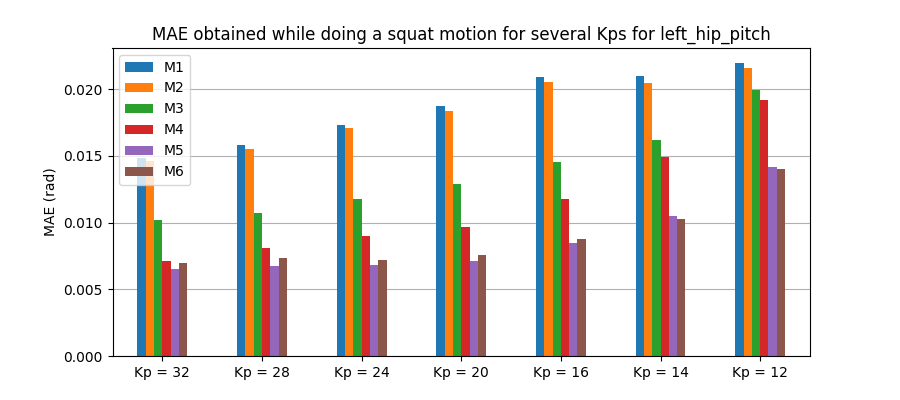 MAE obtained while doing a squat motion for several Kps for left_hip_pitch
M1
M2
M3
M4
M5
M6
0.020
0.015
0.010
0.005
0.000
MAE (rad)
Kp = 32 Kp = 28 Kp = 24 Kp = 20 Kp = 16 Kp = 14 Kp = 12